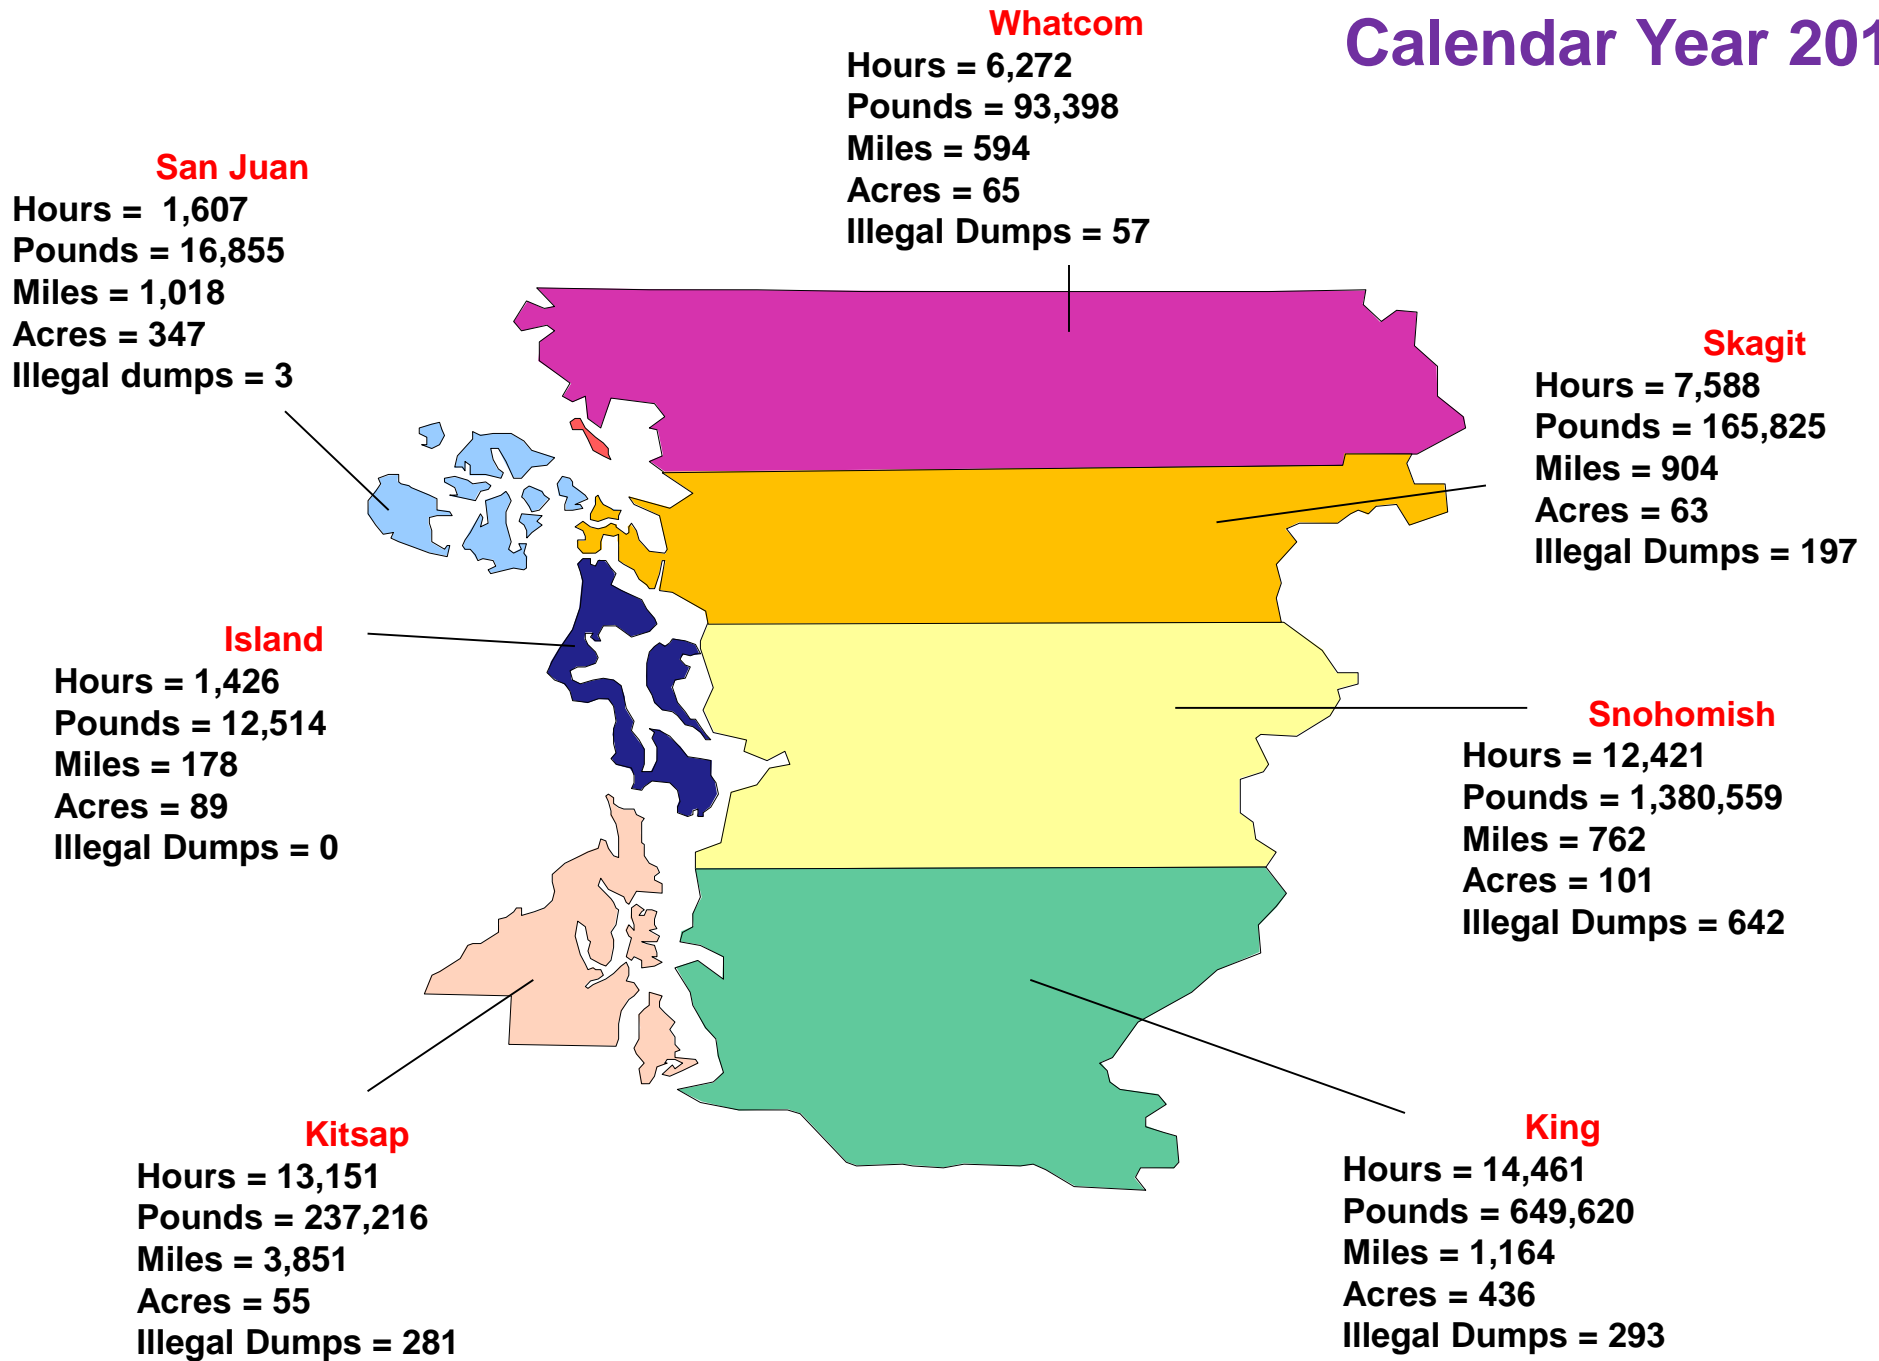 Calendar Year 201
Whatcom
Hours = 6,272
Pounds = 93,398
Miles = 594
Acres = 65
Illegal Dumps = 57
San Juan
Hours =  1,607
Pounds = 16,855
Miles = 1,018
Acres = 347
Illegal dumps = 3
Skagit
Hours = 7,588
Pounds = 165,825
Miles = 904
Acres = 63
Illegal Dumps = 197
Island
Hours = 1,426
Pounds = 12,514
Miles = 178
Acres = 89
Illegal Dumps = 0
Snohomish
Hours = 12,421
Pounds = 1,380,559
Miles = 762
Acres = 101
Illegal Dumps = 642
Kitsap
Hours = 13,151
Pounds = 237,216
Miles = 3,851
Acres = 55
Illegal Dumps = 281
King
Hours = 14,461
Pounds = 649,620
Miles = 1,164
Acres = 436
Illegal Dumps = 293